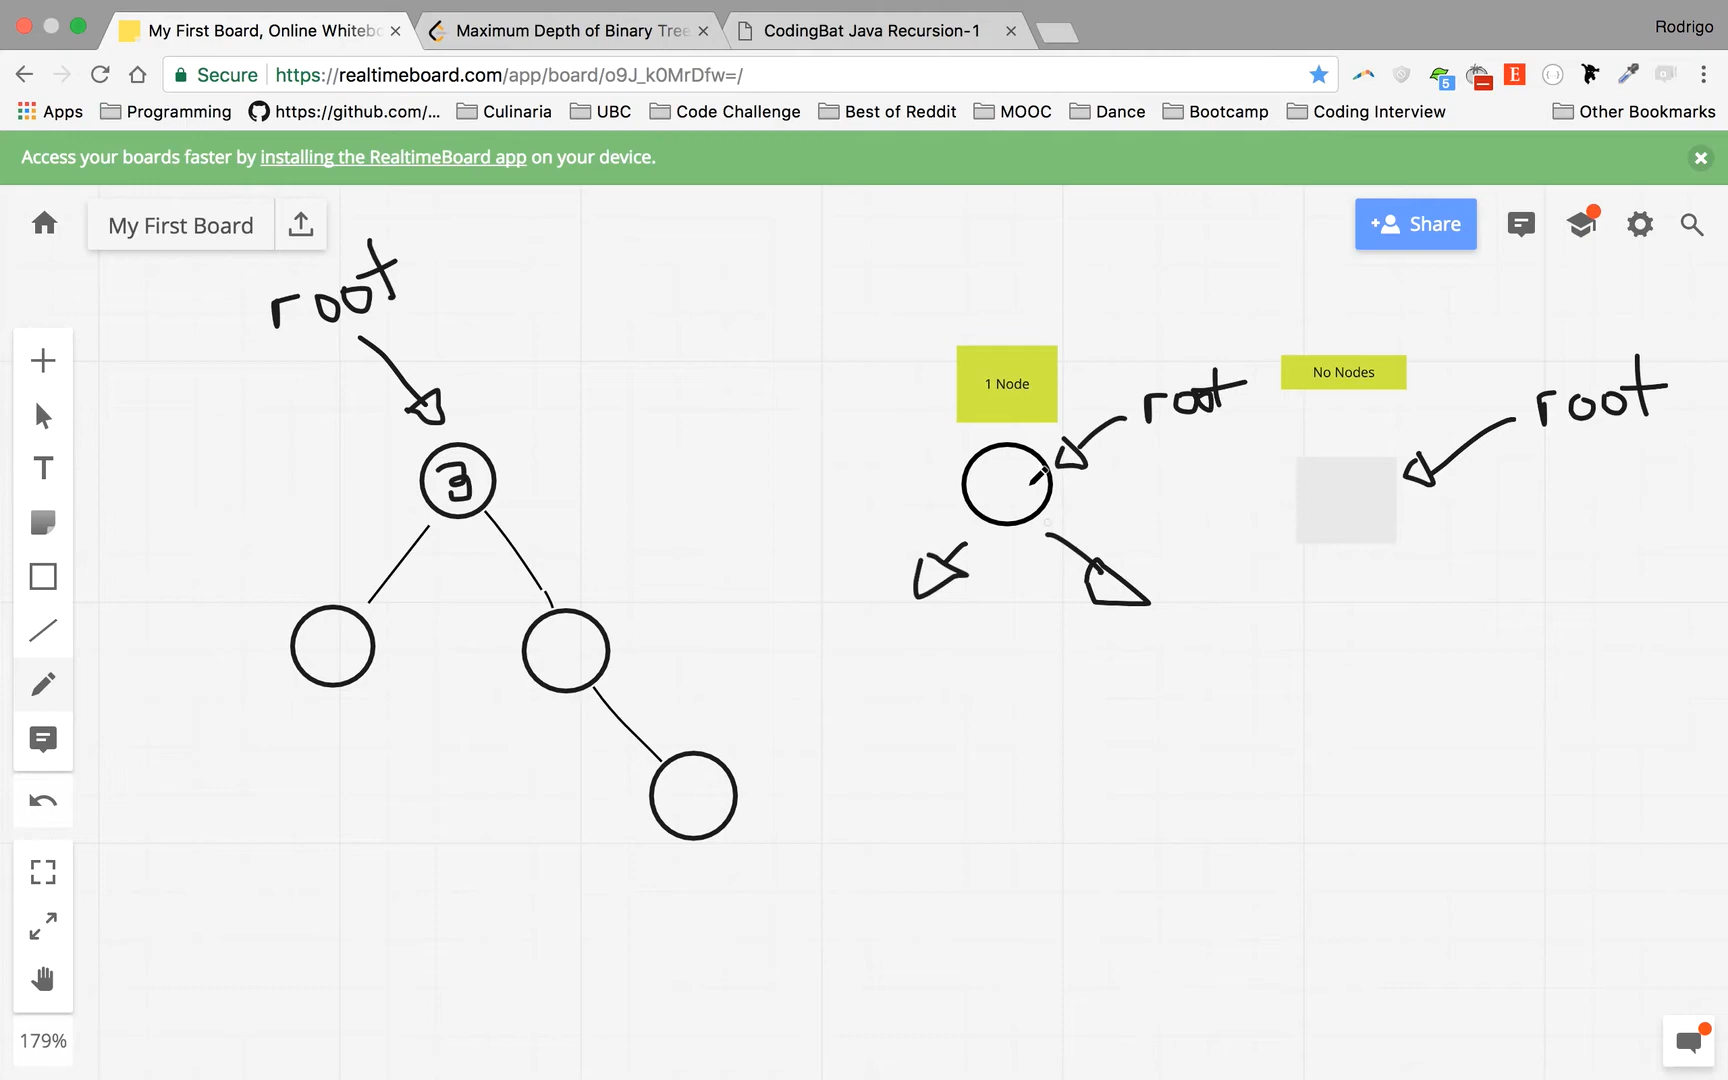 My First Board, Online Whitebo
Maximum Depth of Binary Tree
CodingBat Java Recursion-1
Rodrigo
Secure
https://realtimeboard.com/app/board/o9J_k0MrDfw=/
5
Apps
Programming
https://github.com/...
Culinaria
UBC
Code Challenge
Best of Reddit
MOOC
Dance
Bootcamp
Coding Interview
Other Bookmarks
Access your boards faster by installing the RealtimeBoard app on your device.
My First Board
Share
root
1 Node
root
No Nodes
root
3
179%